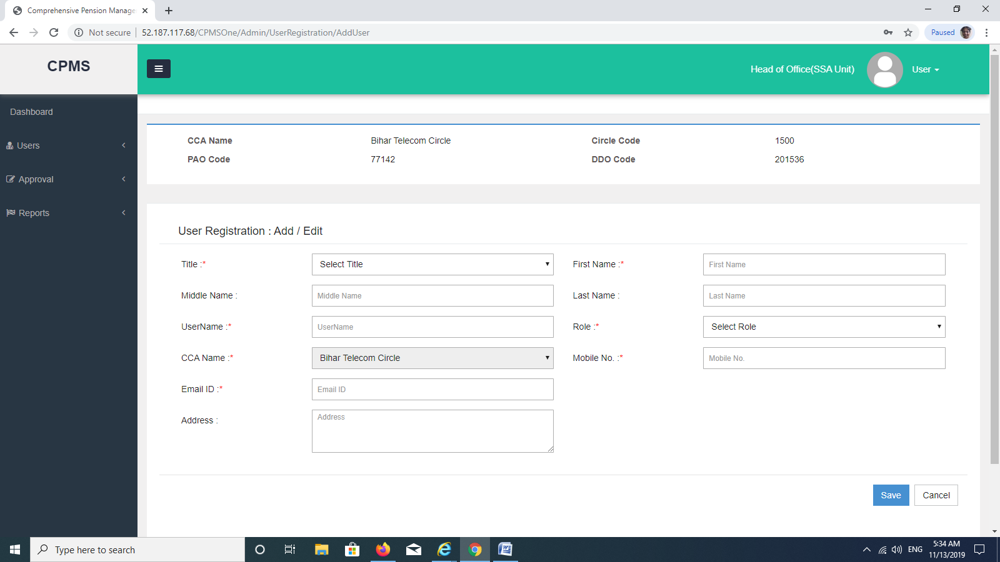 Comprehensive Pension Manage
Not secure
52.187.117.68/CPMSOne/Admin/UserRegistration/AddUser
Paused
CPMS
Head of Office(SSA Unit)
User
Dashboard
Users
Approval
Reports
CCA Name
Bihar Telecom Circle
Circle Code
1500
PAO Code
77142
DDO Code
201536
User Registration : Add / Edit
Title :*
Select Title
First Name :*
First Name
Middle Name :
Middle Name
Last Name :
Last Name
UserName :*
UserName
Role :*
Select Role
CCA Name :*
Bihar Telecom Circle
Mobile No. :*
Mobile No.
Email ID :*
Email ID
Address :
Address
Save
Cancel
Type here to search
ENG
5:34 AM
11/13/2019